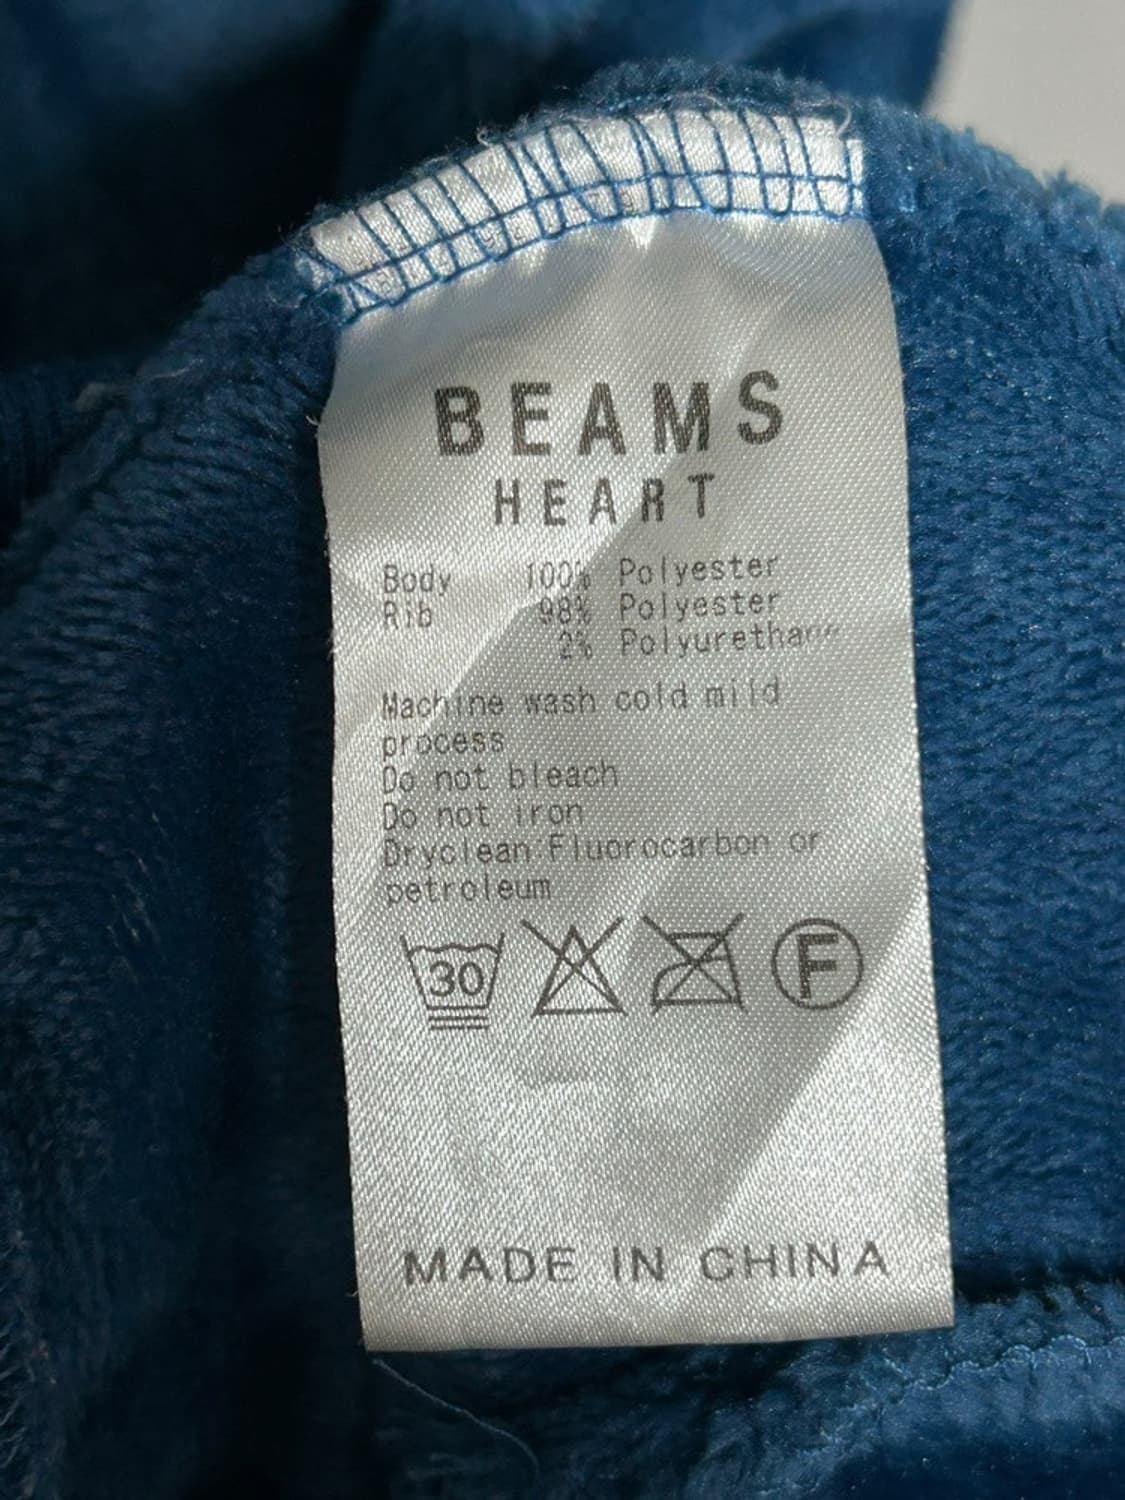 BEAMS
HEART
Body 100% Polyester
Rib 98% Polyester
2% Polyurethane
Machine wash cold mild
process
Do not bleach
Do not iron
Dryclean:Fluorocarbon or
petroleum
30 F
MADE IN CHINA